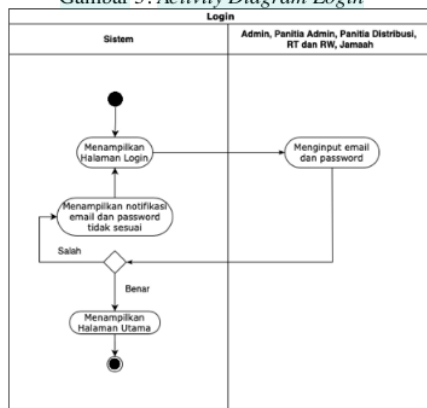 Gambar 3. Activity Diagram Login
Login
Sistem
Admin, Panitia Admin, Panitia Distribusi,
RT dan RW, Jamaah
Menampilkan
Halaman Login
Menginput email
dan password
Menampilkan notifikasi
email dan password
tidak sesuai
Salah
Benar
Menampilkan
Halaman Utama